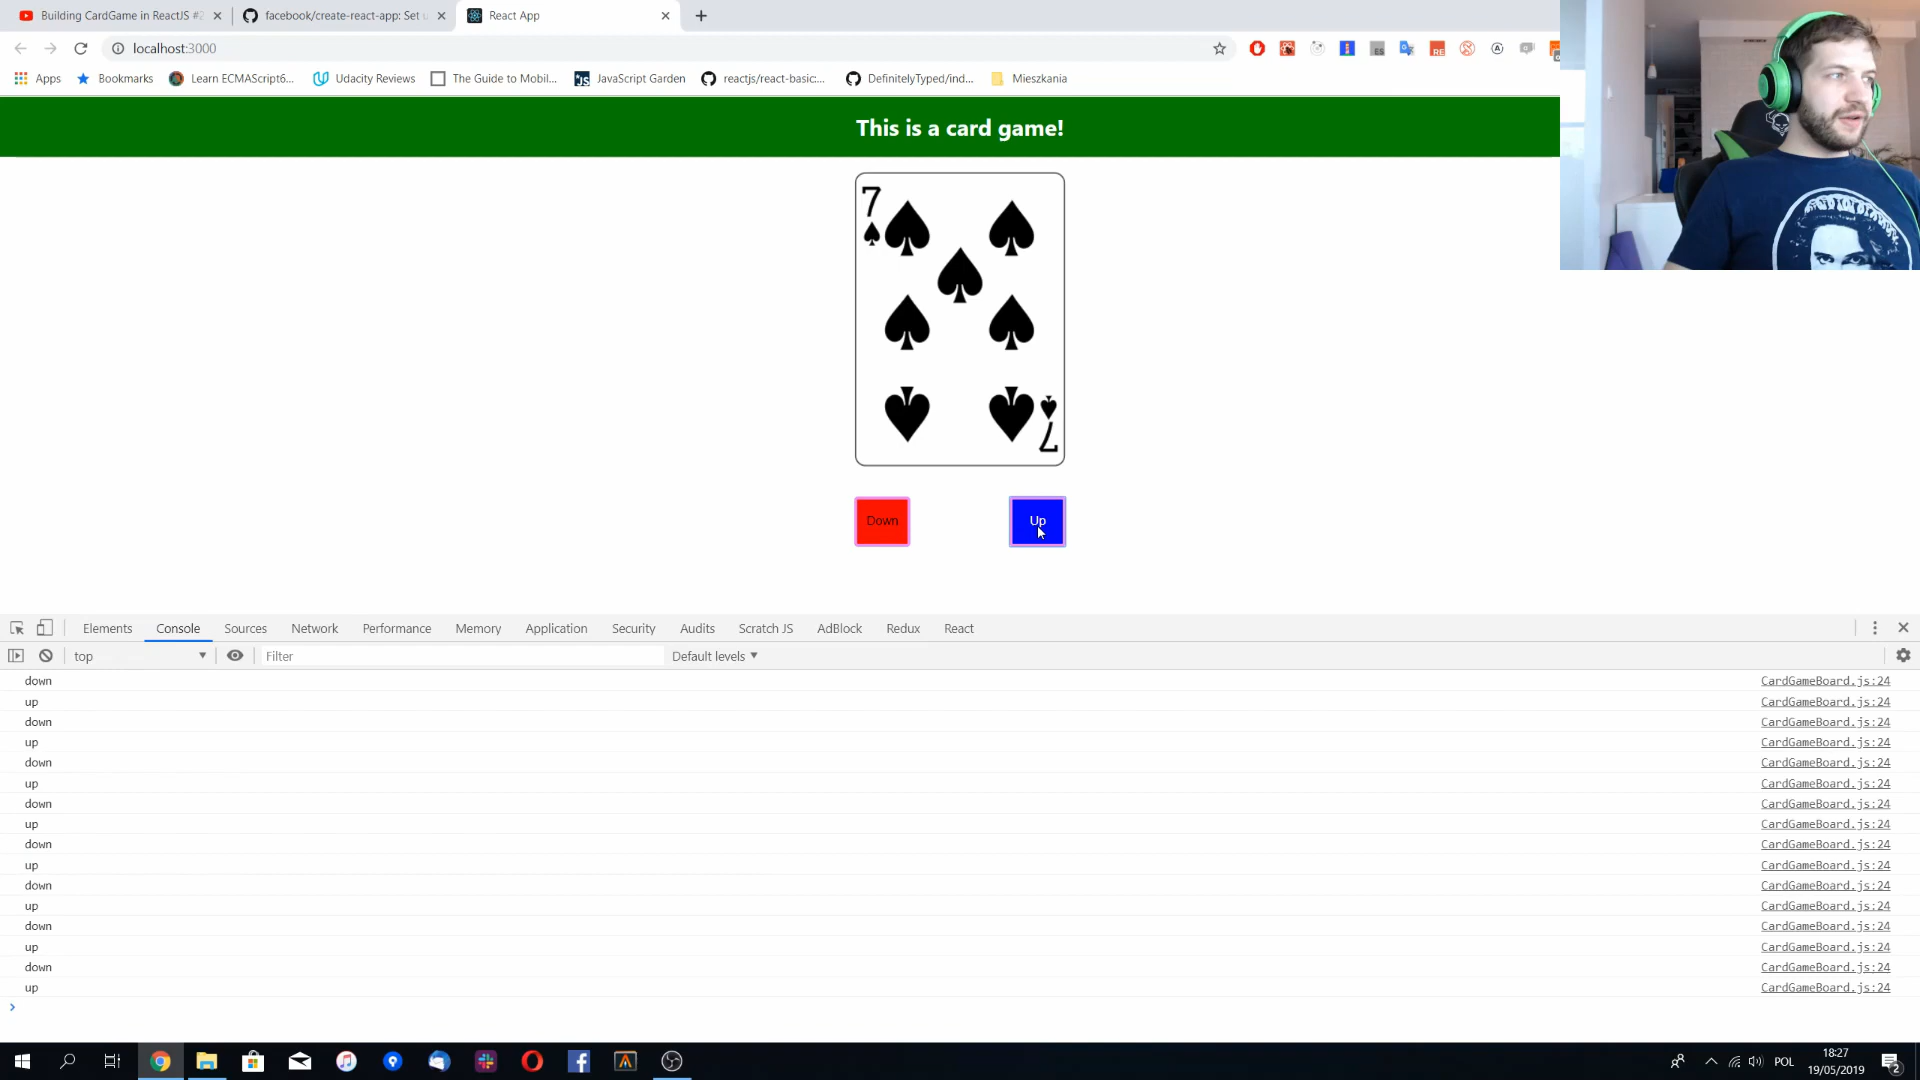 Building CardGame in ReactJS #2
facebook/create-react-app: Set u
React App
localhost:3000
Apps
Bookmarks
Learn ECMAScript6...
Udacity Reviews
The Guide to Mobil...
JavaScript Garden
reactjs/react-basic:...
DefinitelyTyped/ind...
Mieszkania
This is a card game!
7
7
Down
Up
Elements
Console
Sources
Network
Performance
Memory
Application
Security
Audits
Scratch JS
AdBlock
Redux
React
top
Filter
Default levels
down CardGameBoard.js:24
up CardGameBoard.js:24
down CardGameBoard.js:24
up CardGameBoard.js:24
down CardGameBoard.js:24
up CardGameBoard.js:24
down CardGameBoard.js:24
up CardGameBoard.js:24
down CardGameBoard.js:24
up CardGameBoard.js:24
down CardGameBoard.js:24
up CardGameBoard.js:24
down CardGameBoard.js:24
up CardGameBoard.js:24
down CardGameBoard.js:24
up CardGameBoard.js:24
POL
18:27
19/05/2019
2